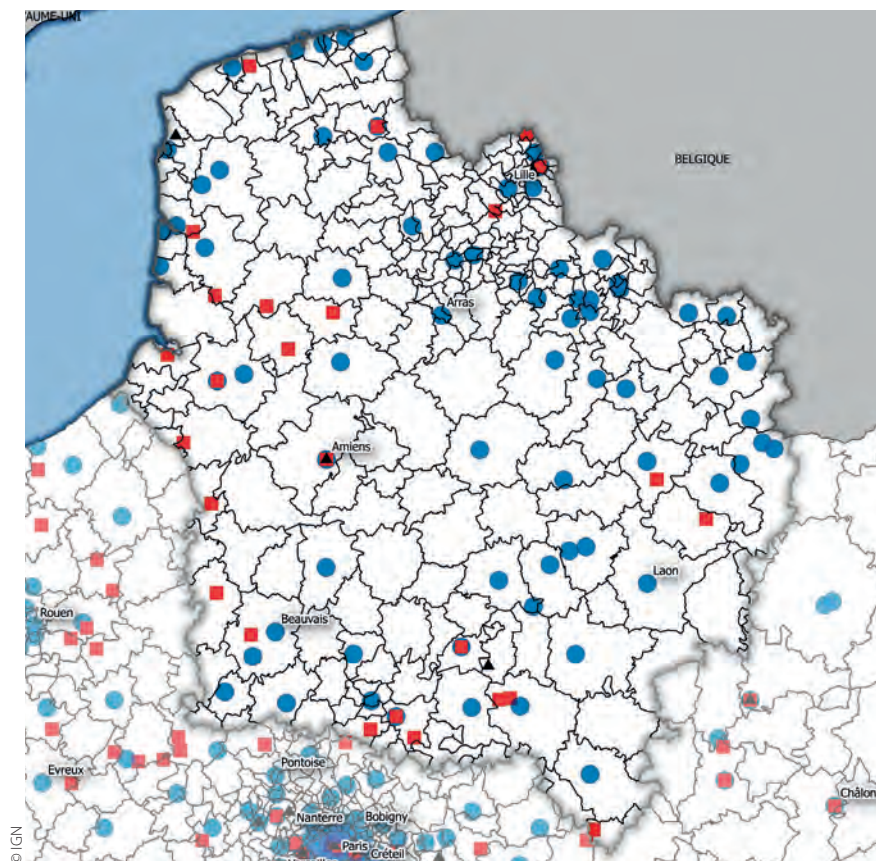 AUME-UNI
BELGIQUE
Lille
Arras
Amiens
Laon
Rouen
Beauvais
Evreux
Pontoise
Nanterre
Bobigny
Paris
Créteil
Châlon
© IGN